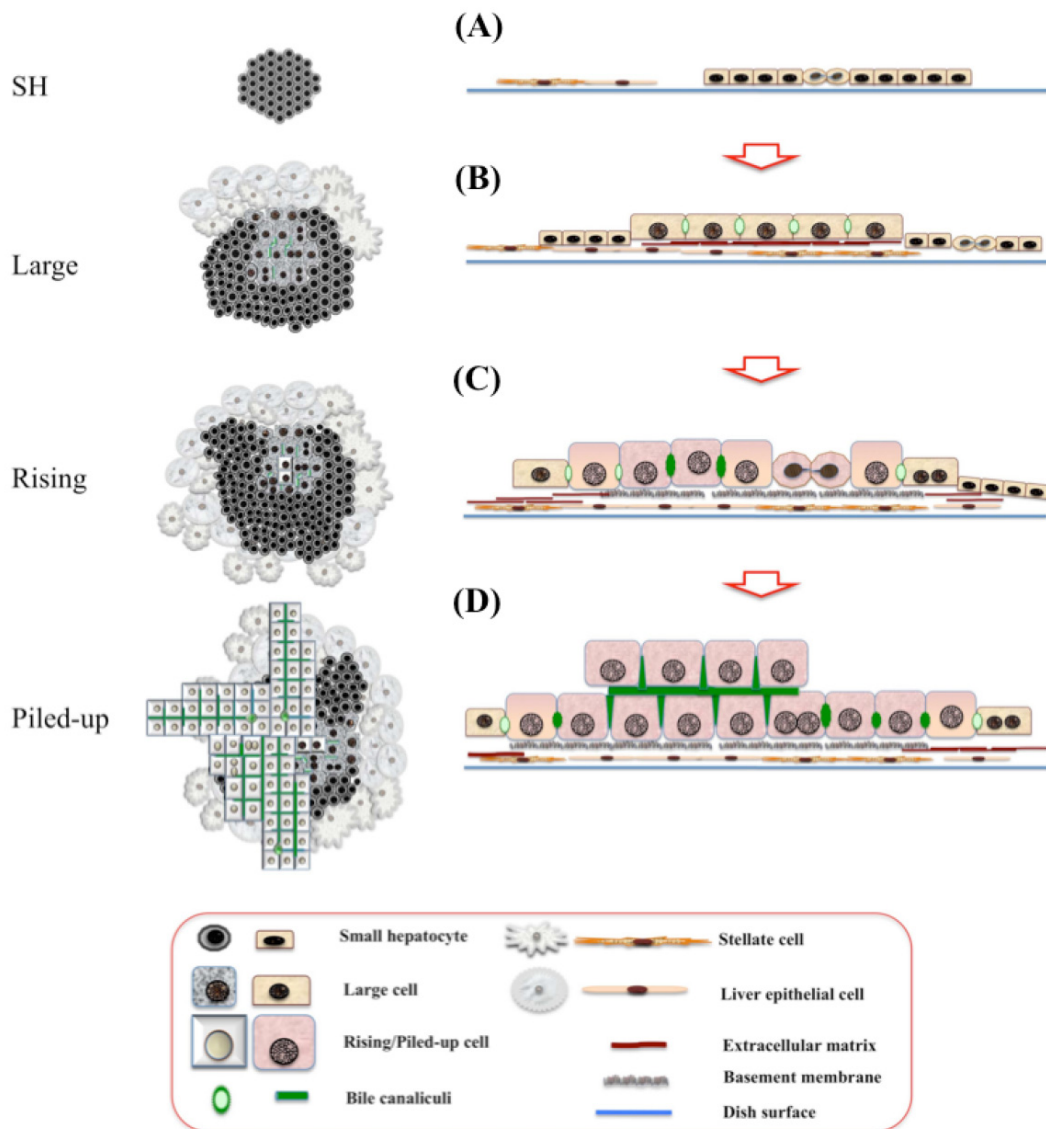 (A)
SH
(B)
Large
(C)
Rising
(D)
Piled-up
Small hepatocyte
Stellate cell
Large cell
Liver epithelial cell
Rising/Piled-up cell
Extracellular matrix
Basement membrane
Bile canaliculi
Dish surface